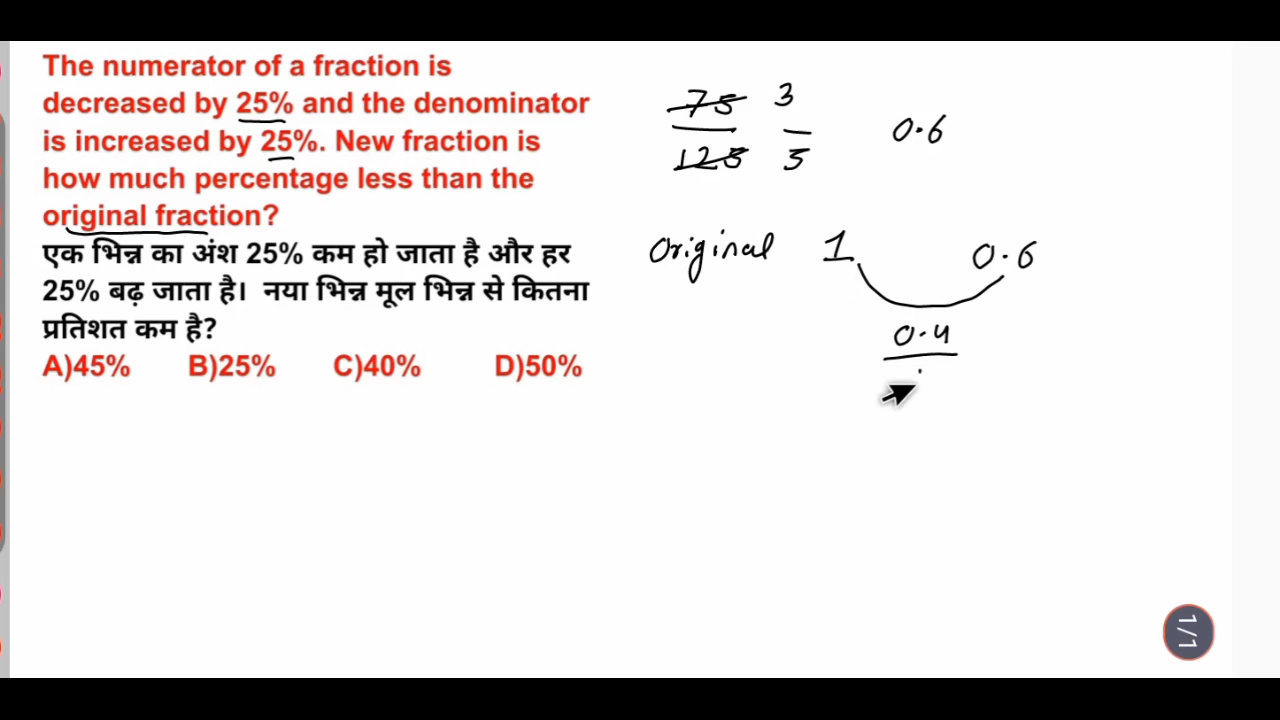 The numerator of a fraction is
decreased by 25% and the denominator
is increased by 25%. New fraction is
how much percentage less than the
original fraction?
एक भिन्न का अंश 25% कम हो जाता है और हर
25% बढ़ जाता है।  नया भिन्न मूल भिन्न से कितना
प्रतिशत कम है?
A)45% B)25% C)40% D)50%
75 3
125 5
0.6
original 1 0.6
0.4
1/1